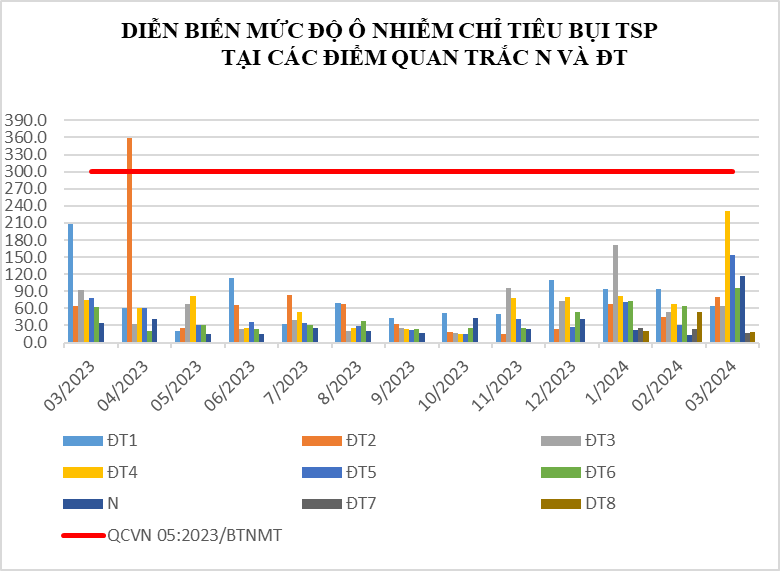 DIỄN BIẾN MỨC ĐỘ Ô NHIỄM CHỈ TIÊU BỤI TSP
TẠI CÁC ĐIỂM QUAN TRẮC N VÀ ĐT
390.0
360.0
330.0
300.0
270.0
240.0
210.0
180.0
150.0
120.0
90.0
60.0
30.0
0.0
03/2023 04/2023 05/2023 06/2023 7/2023 8/2023 9/2023 10/2023 11/2023 12/2023 1/2024 02/2024 03/2024
ĐT1 ĐT2 ĐT3
ĐT4 ĐT5 ĐT6
N ĐT7 DT8
QCVN 05:2023/BTNMT